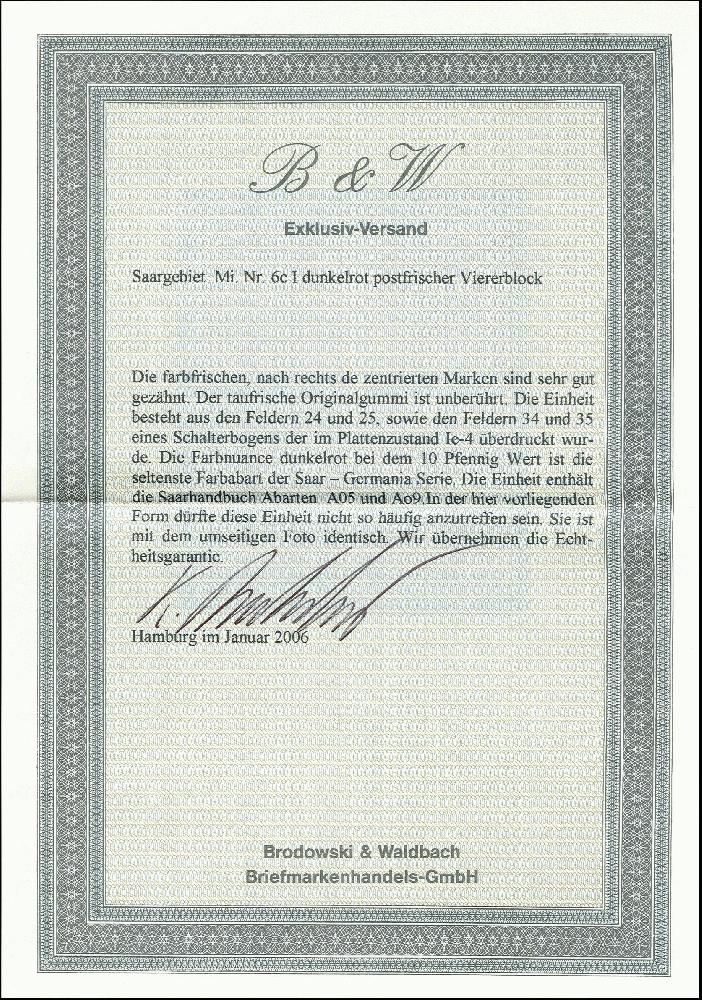 B & W
Exklusiv-Versand
Saargebiet Mi. Nr. 6c I dunkelrot postfrischer Viererblock
Die farbfrischen, nach rechts de zentrierten Marken sind sehr gut
gezähnt. Der taufrische Originalgummi ist unberührt. Die Einheit
besteht aus den Feldern 24 und 25, sowie den Feldern 34 und 35
eines Schalterbogens der im Plattenzustand Ie-4 überdruckt wur-
de. Die Farbnuance dunkelrot bei dem 10 Pfennig Wert ist die
seltenste Farbabart der Saar – Germania Serie. Die Einheit enthält
die Saarhandbuch Abarten A05 und Ao9.In der hier vorliegenden
Form dürfte diese Einheit nicht so häufig anzutreffen sein. Sie ist
mit dem umseitigen Foto identisch. Wir übernehmen die Echt-
heitsgarantie.
Hamburg im Januar 2006
Brodowski & Waldbach
Briefmarkenhandels-GmbH